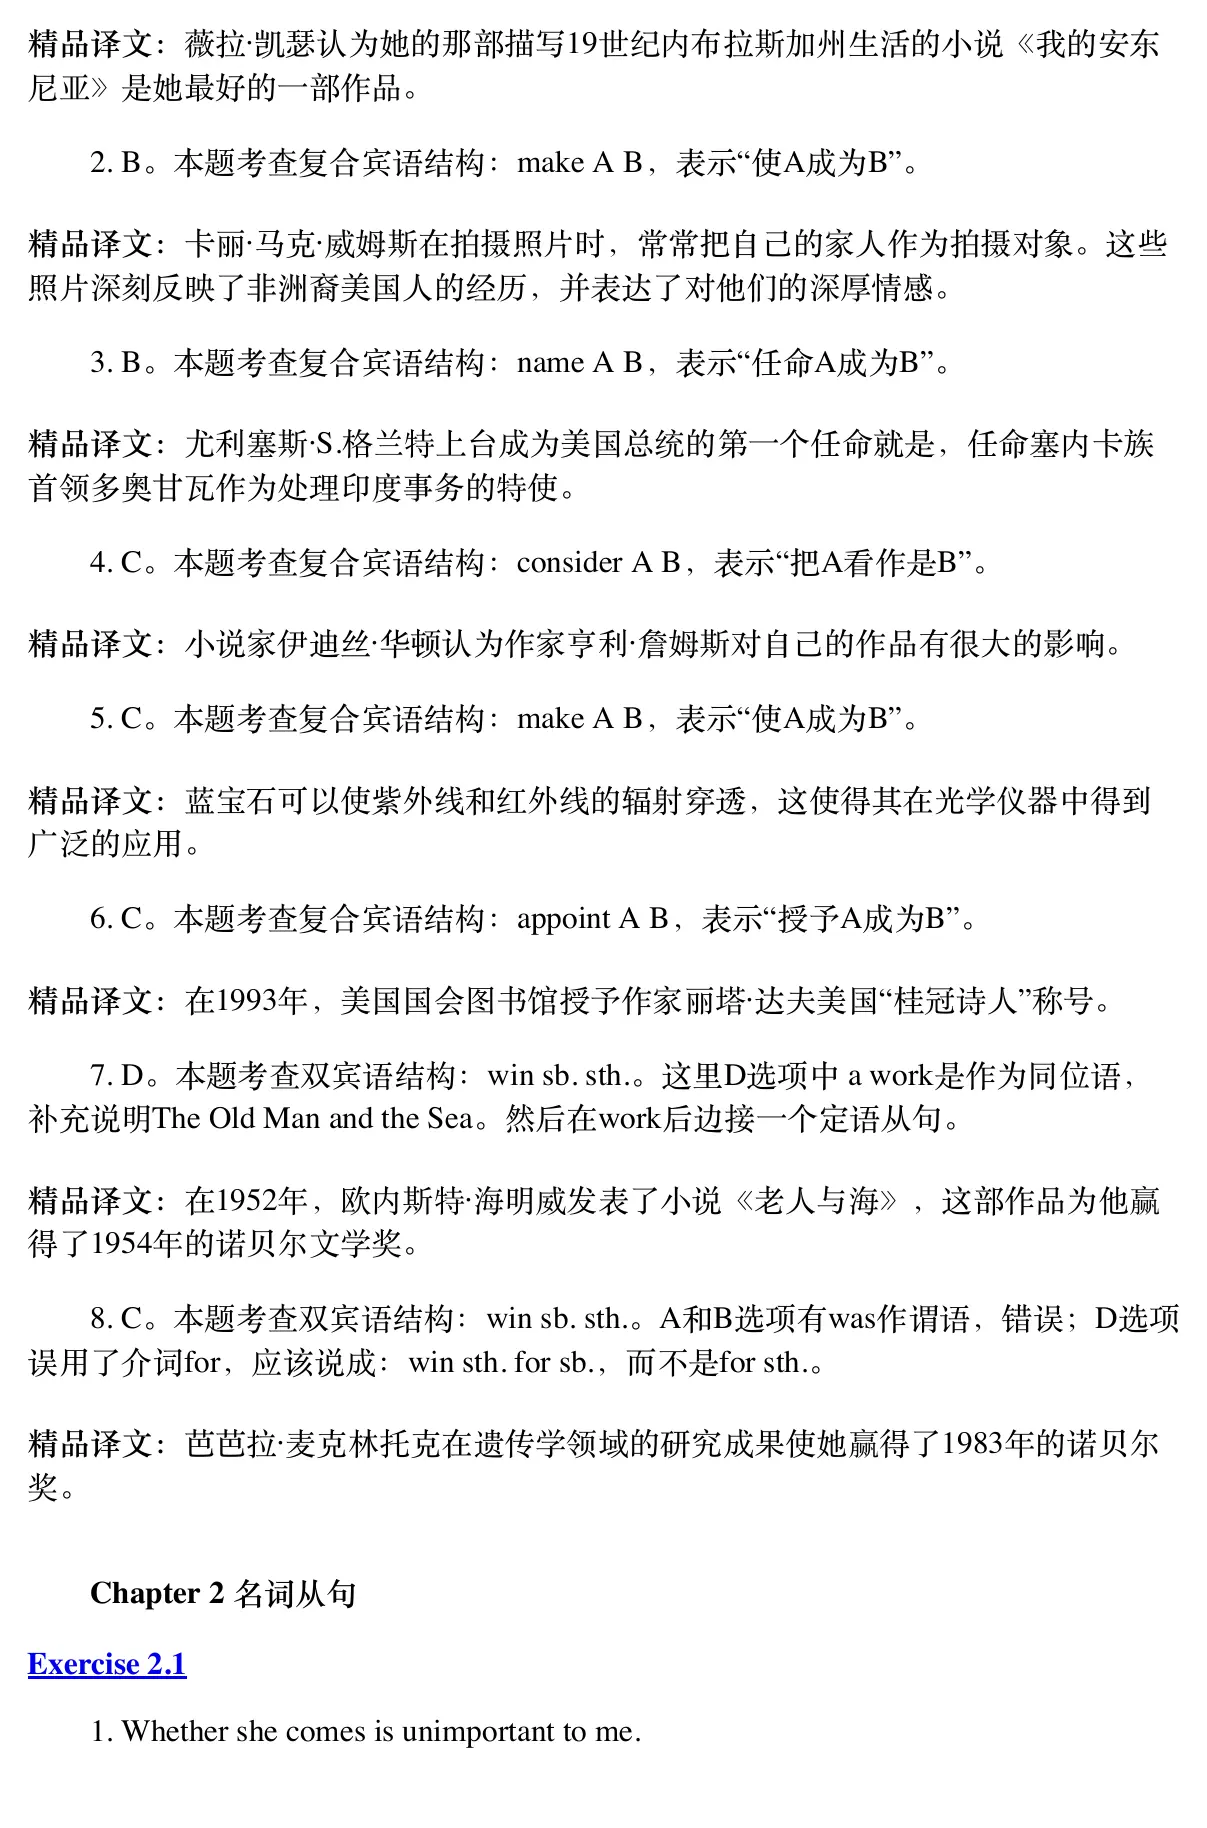 精品译文：薇拉·凯瑟认为她的那部描写19世纪内布拉斯加州生活的小说《我的安东
尼亚》是她最好的一部作品。
2. B。本题考查复合宾语结构：make A B，表示“使A成为B”。
精品译文：卡丽·马克·威姆斯在拍摄照片时，常常把自己的家人作为拍摄对象。这些
照片深刻反映了非洲裔美国人的经历，并表达了对他们的深厚情感。
3. B。本题考查复合宾语结构：name A B，表示“任命A成为B”。
精品译文：尤利塞斯·S.格兰特上台成为美国总统的第一个任命就是，任命塞内卡族
首领多奥甘瓦作为处理印度事务的特使。
4. C。本题考查复合宾语结构：consider A B，表示“把A看作是B”。
精品译文：小说家伊迪丝·华顿认为作家亨利·詹姆斯对自己的作品有很大的影响。
5. C。本题考查复合宾语结构：make A B，表示“使A成为B”。
精品译文：蓝宝石可以使紫外线和红外线的辐射穿透，这使得其在光学仪器中得到
广泛的应用。
6. C。本题考查复合宾语结构：appoint A B，表示“授予A成为B”。
精品译文：在1993年，美国国会图书馆授予作家丽塔·达夫美国“桂冠诗人”称号。
7. D。本题考查双宾语结构：win sb. sth.。这里D选项中 a work是作为同位语，
补充说明The Old Man and the Sea。然后在work后边接一个定语从句。
精品译文：在1952年，欧内斯特·海明威发表了小说《老人与海》，这部作品为他赢
得了1954年的诺贝尔文学奖。
8. C。本题考查双宾语结构：win sb. sth.。A和B选项有was作谓语，错误；D选项
误用了介词for，应该说成：win sth. for sb.，而不是for sth.。
精品译文：芭芭拉·麦克林托克在遗传学领域的研究成果使她赢得了1983年的诺贝尔
奖。
Chapter 2 名词从句
Exercise 2.1
1. Whether she comes is unimportant to me.